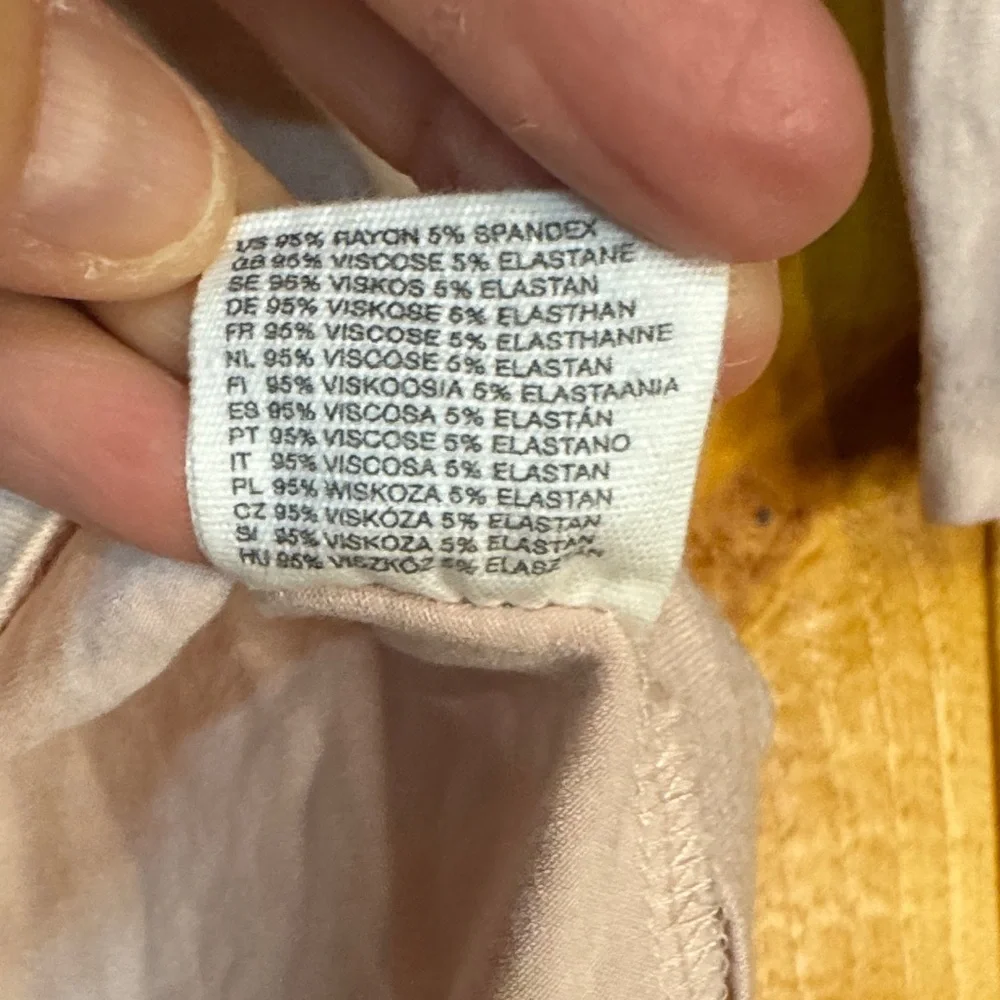 US 95% RAYON 5% SPANDEX
GB 95% VISCOSE 5% ELASTANE
SE 95% VISKOS 5% ELASTAN
DE 95% VISKOSE 5% ELASTHAN
FR 95% VISCOSE 5% ELASTHANNE
NL 95% VISCOSE 5% ELASTAN
FI 95% VISKOOSIA 5% ELASTAANIA
ES 95% VISCOSA 5% ELASTÁN
PT 95% VISCOSE 5% ELASTANO
IT 95% VISCOSA 5% ELASTAN
PL 95% WISKOZA 5% ELASTAN
CZ 95% VISKÓZA 5% ELASTAN
SI 95% VISKOZA 5% ELASTAN
HU 95% VISZKÓZ 5%